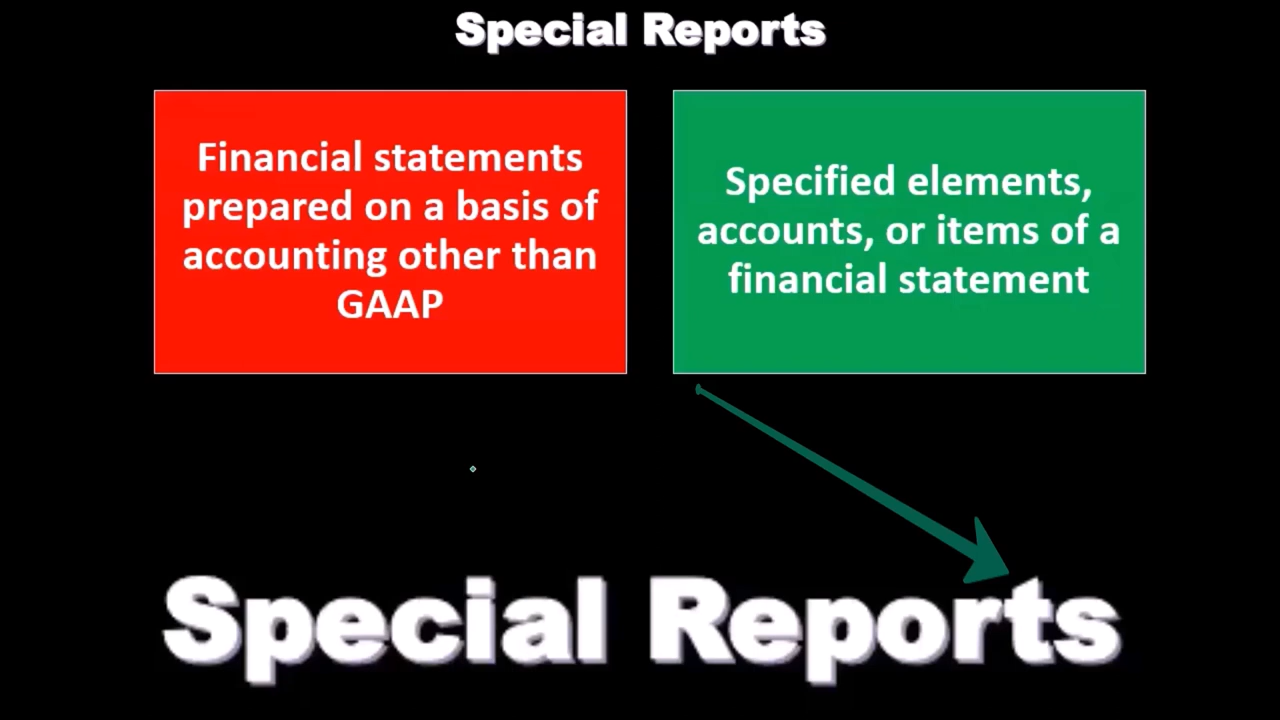 Special Reports
Financial statements
prepared on a basis of
accounting other than
GAAP
Specified elements,
accounts, or items of a
financial statement
Special Reports